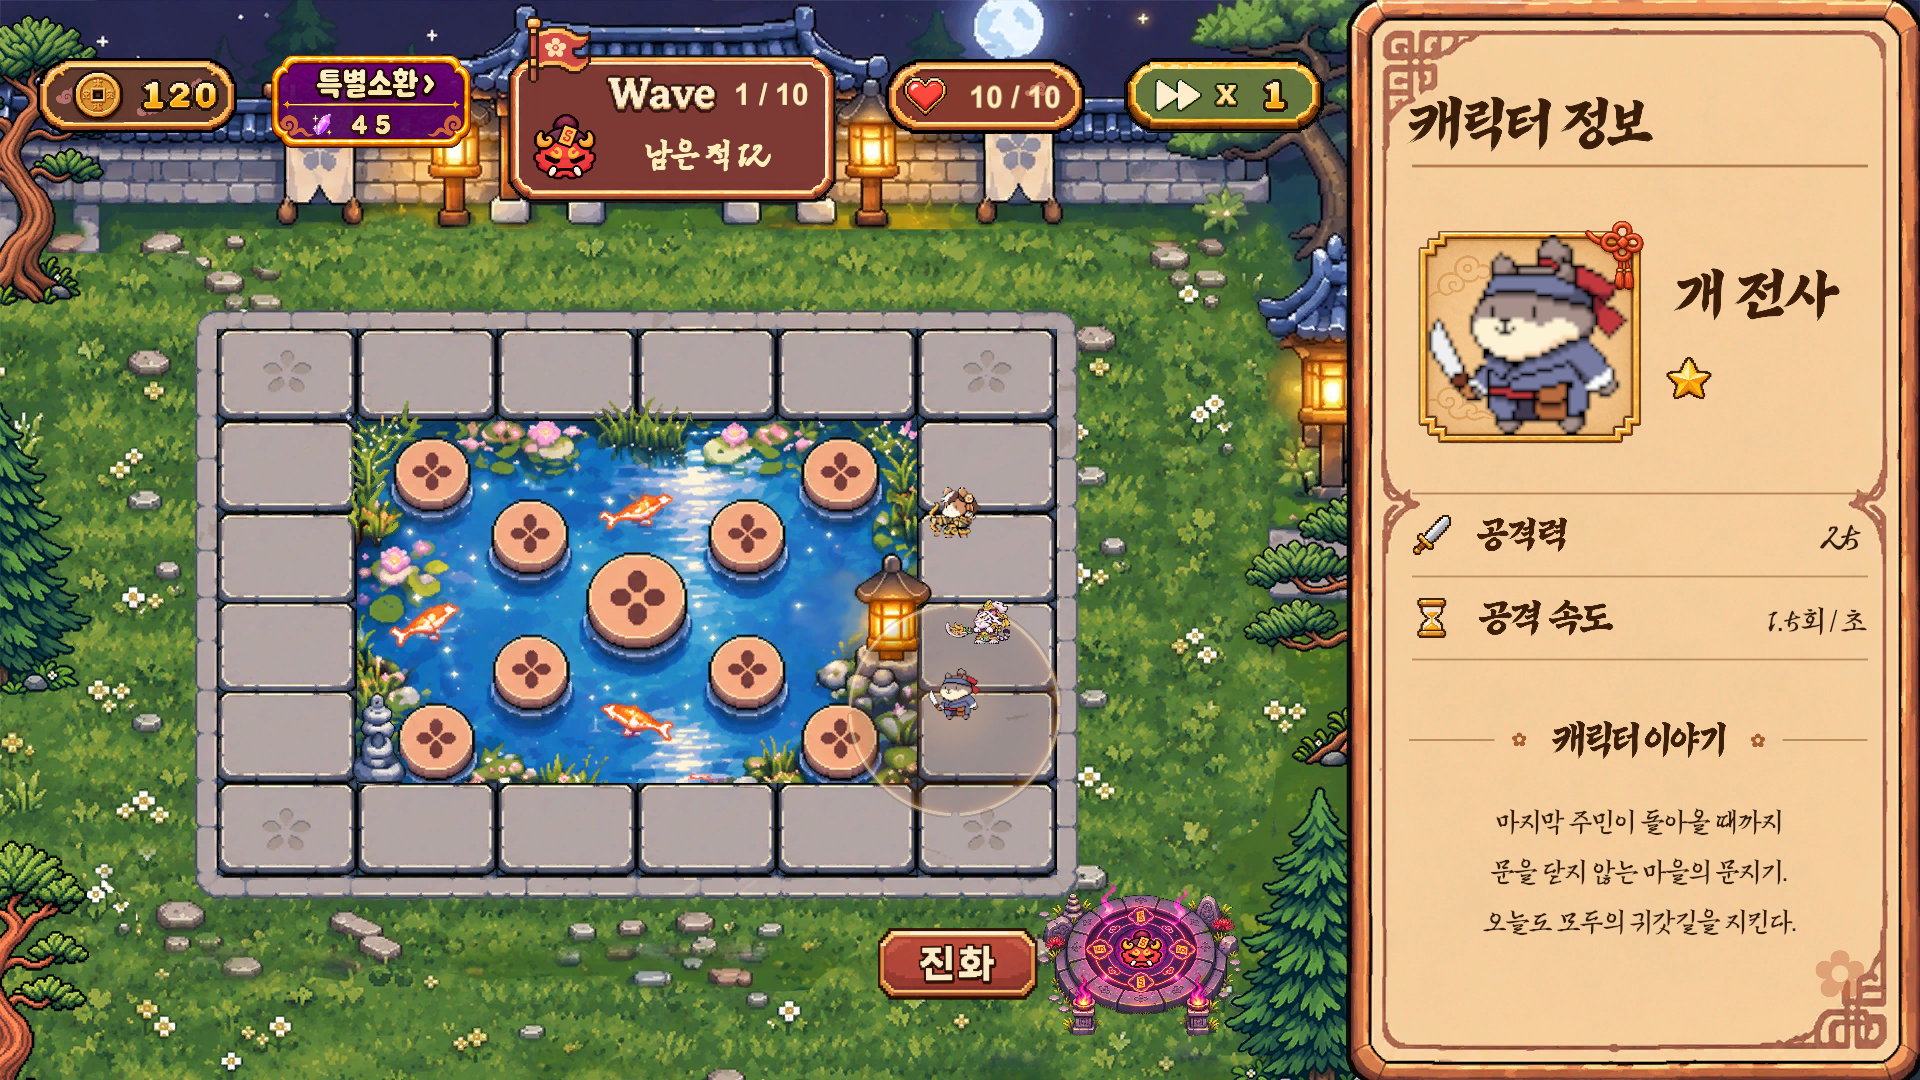 120
특별소환 ›
45
Wave 1 / 10
남은 적 12
10 / 10
x 1
캐릭터 정보
개 전사
공격력 25
공격 속도 1.5회 / 초
캐릭터 이야기
마지막 주민이 돌아올 때까지
문을 닫지 않는 마을의 문지기.
오늘도 모두의 귀갓길을 지킨다.
진화